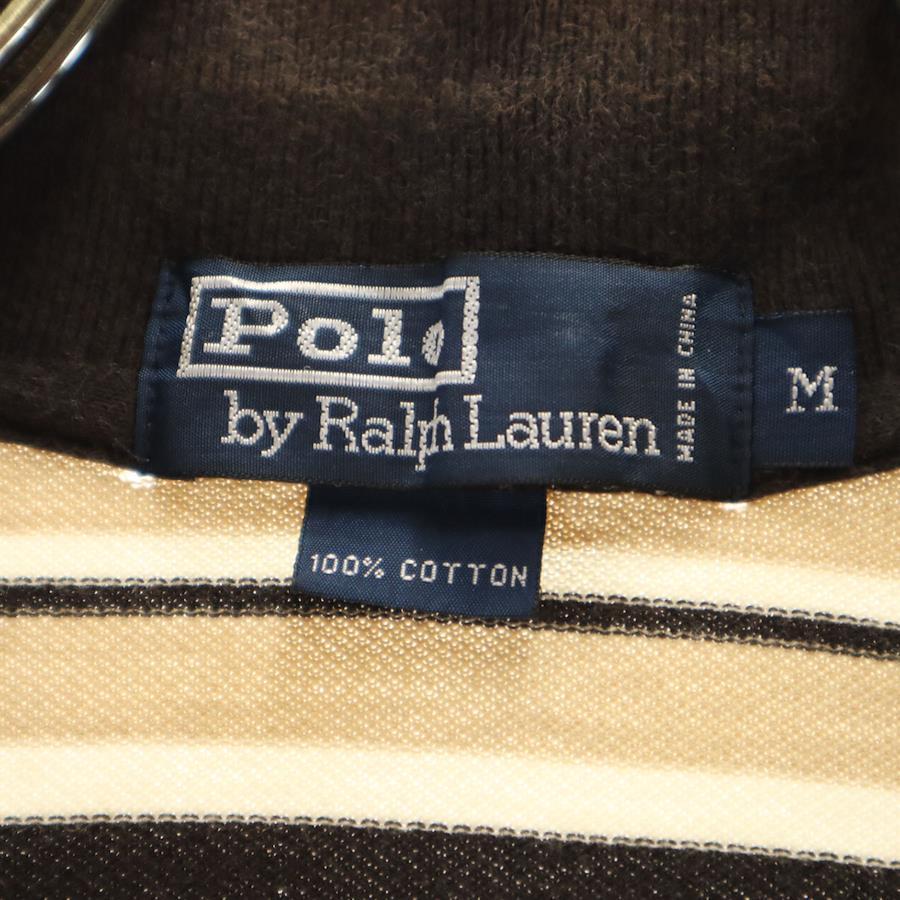 Polo
by Ralph Lauren
MADE IN CHINA
M
100% COTTON